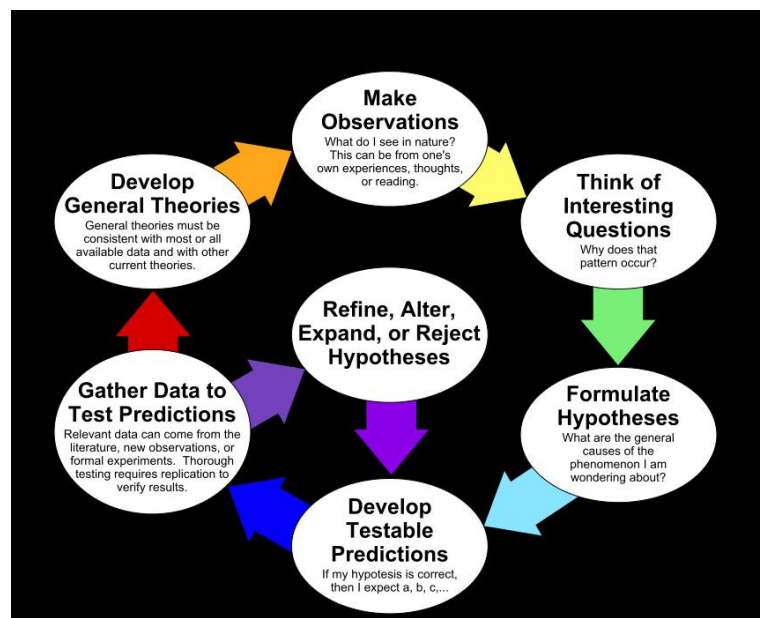 Make
Observations
What do I see in nature?
This can be from one's
own experiences, thoughts,
or reading.
Think of
Interesting
Questions
Why does that
pattern occur?
Formulate
Hypotheses
What are the general
causes of the
phenomenon I am
wondering about?
Develop
Testable
Predictions
If my hypotesis is correct,
then I expect a, b, c,...
Gather Data to
Test Predictions
Relevant data can come from the
literature, new observations, or
formal experiments. Thorough
testing requires replication to
verify results.
Refine, Alter,
Expand, or Reject
Hypotheses
Develop
General Theories
General theories must be
consistent with most or all
available data and with other
current theories.